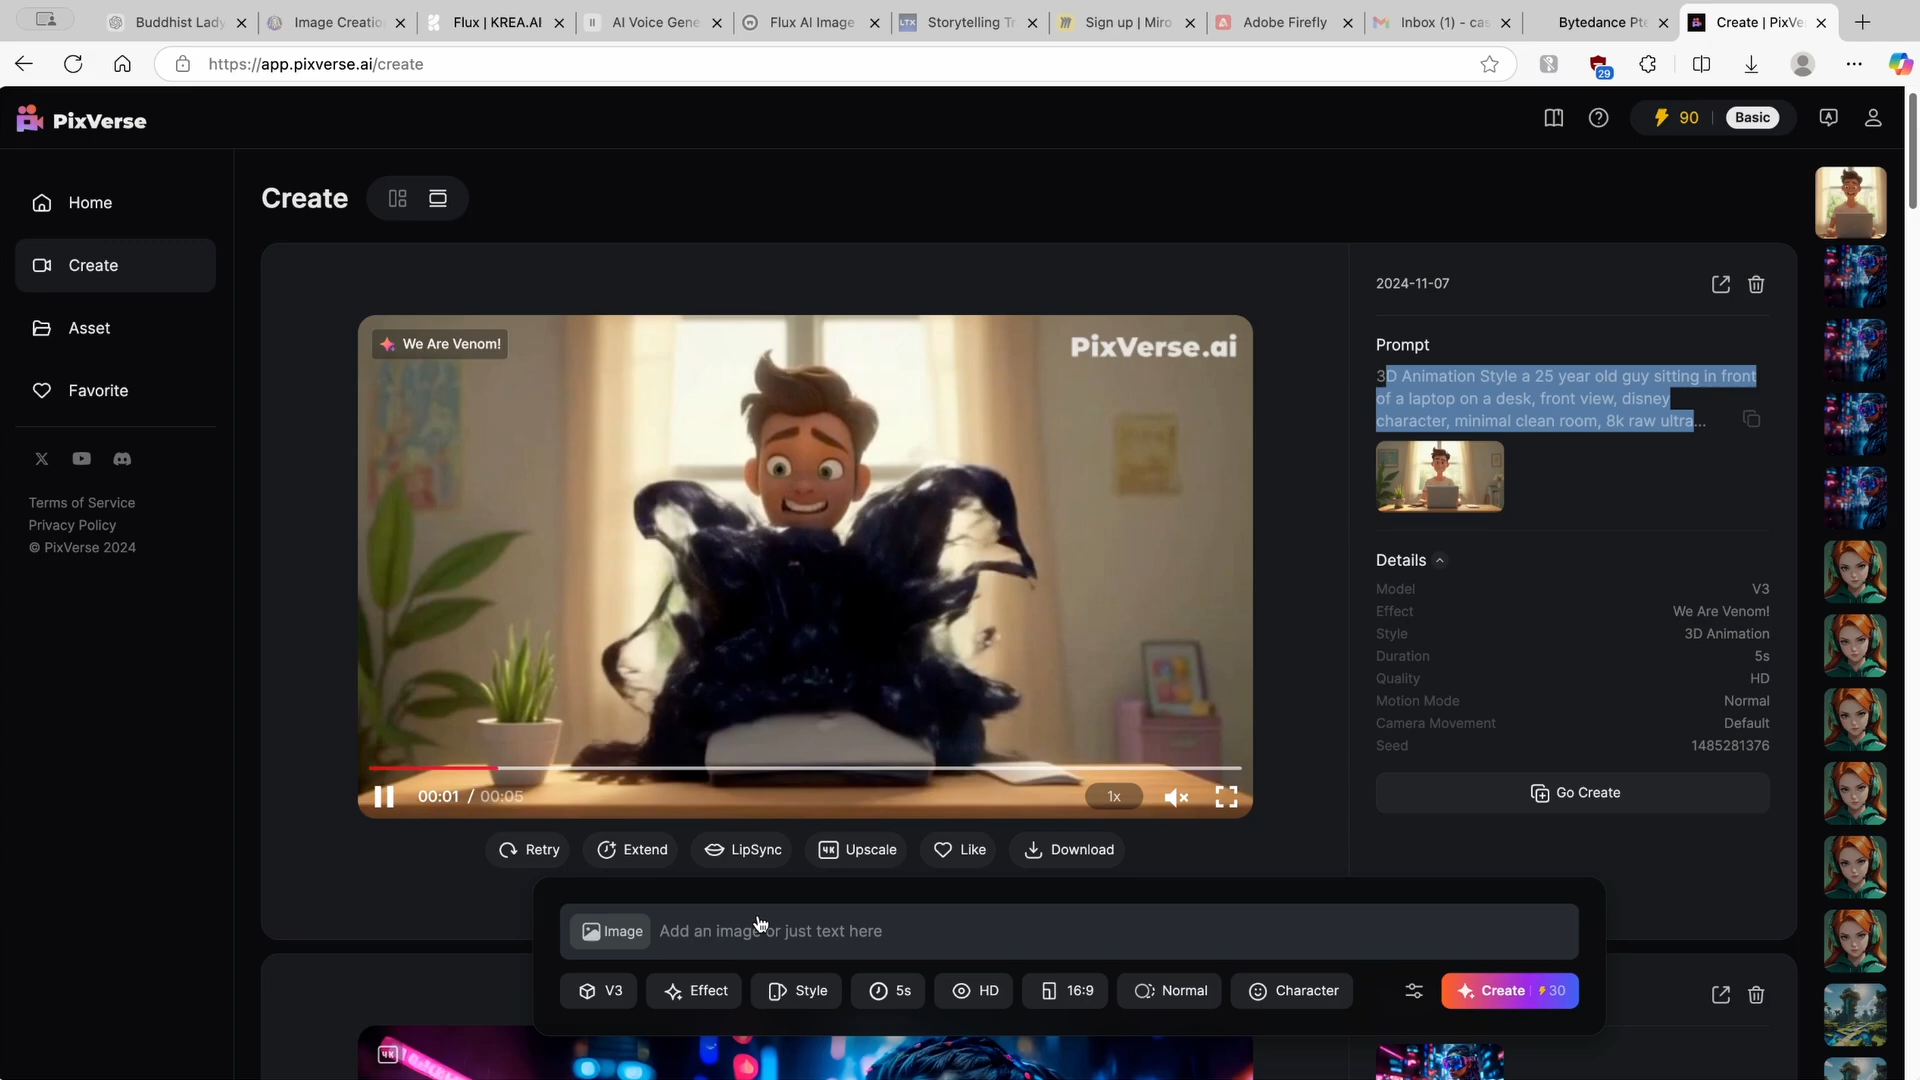 Buddhist Lady
Image Creatio
Flux | KREA.AI
AI Voice Gene
Flux AI Image
LTX
Storytelling Tr
Sign up | Miro
Adobe Firefly
Inbox (1) - cas
Bytedance Pte
Create | PixVe
https://app.pixverse.ai/create
29
PixVerse
90
Basic
Home
Create
Asset
Favorite
Terms of Service
Privacy Policy
© PixVerse 2024
Create
We Are Venom!
PixVerse.ai
00:01 / 00:05
1x
Retry
Extend
LipSync
4K
Upscale
Like
Download
2024-11-07
Prompt
3D Animation Style a 25 year old guy sitting in front
of a laptop on a desk, front view, disney
character, minimal clean room, 8k raw ultra...
Details
Model V3
Effect We Are Venom!
Style 3D Animation
Duration 5s
Quality HD
Motion Mode Normal
Camera Movement Default
Seed 1485281376
Go Create
Image
Add an image or just text here
V3
Effect
Style
5s
HD
16:9
Normal
Character
Create 30
4K